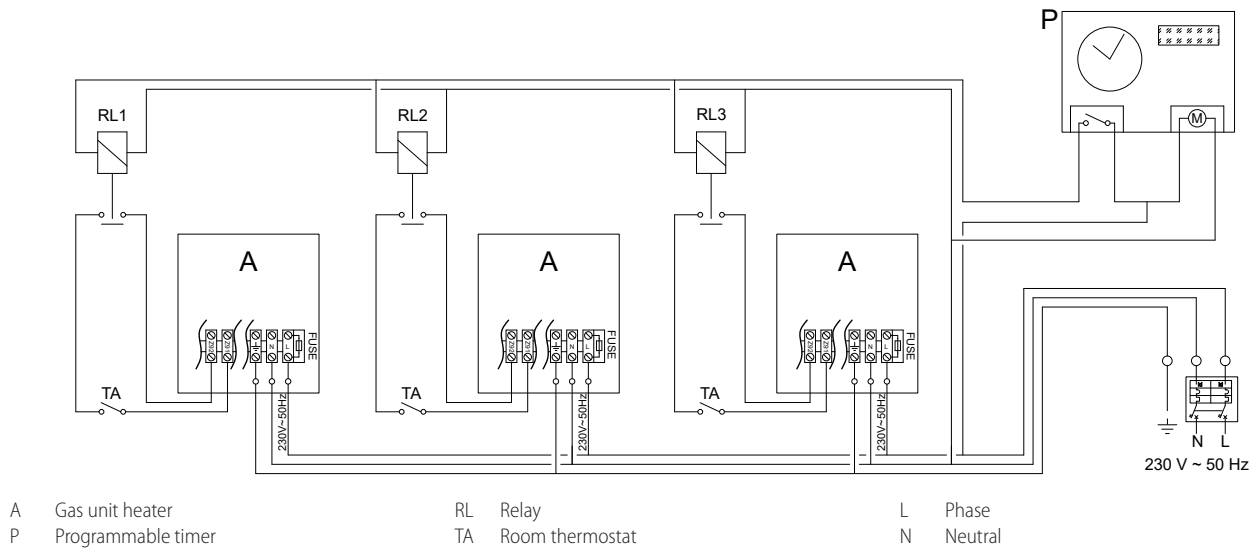 P
RL1
RL2
RL3
M
A
A
A
N
L
FUSE
N
L
FUSE
N
L
FUSE
TA
TA
TA
230V~50Hz
230V~50Hz
230V~50Hz
N
L
230 V ~ 50 Hz
A Gas unit heater
P Programmable timer
RL Relay
TA Room thermostat
L Phase
N Neutral